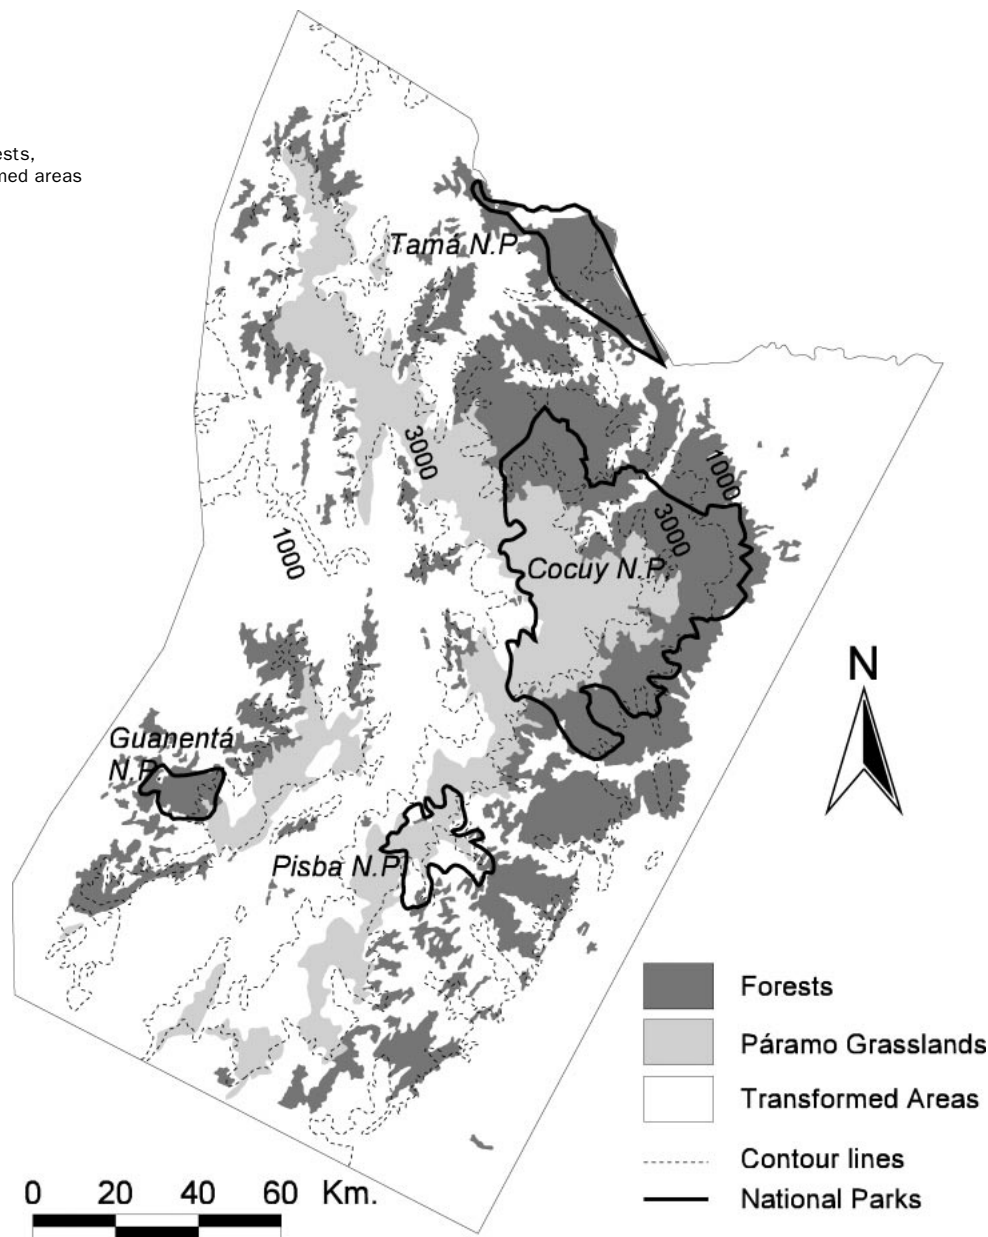 ests,
med areas
Tamá N.P.
3000
1000
3000
1000
Cocuy N.P.
N
Guanentá
N.P.
Pisba N.P.
Forests
Páramo Grasslands
Transformed Areas
Contour lines
National Parks
0 20 40 60 Km.